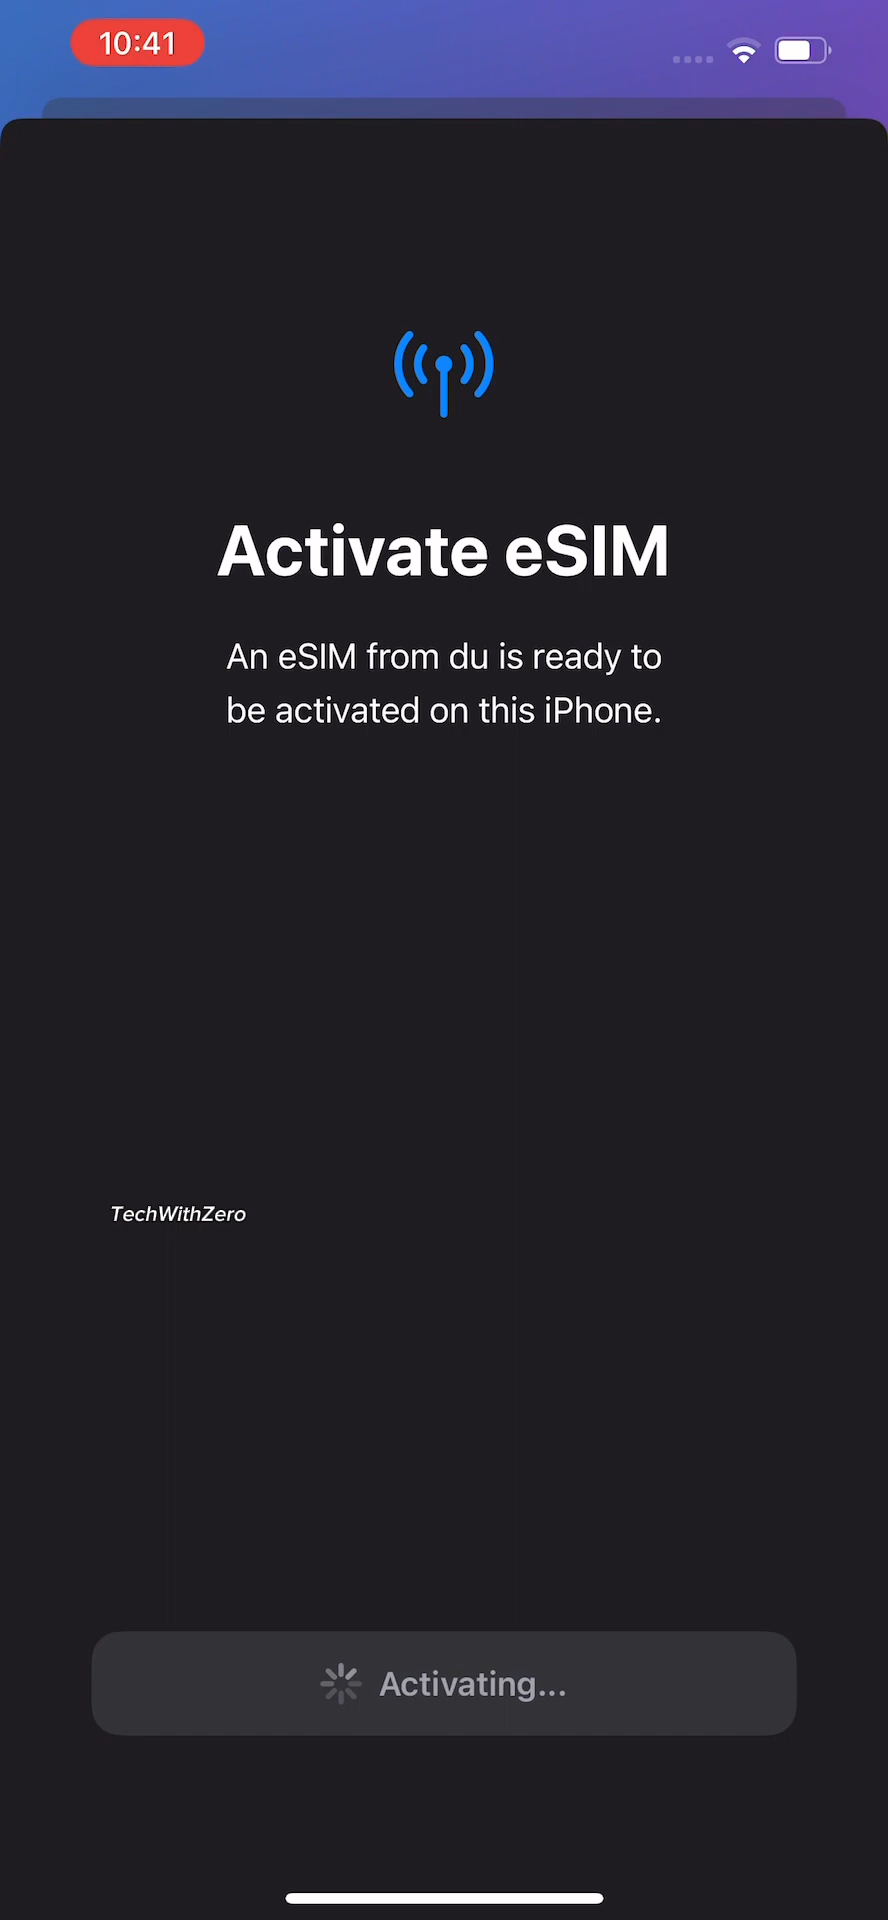 10:41
Activate eSIM
An eSIM from du is ready to
be activated on this iPhone.
TechWithZero
Activating...